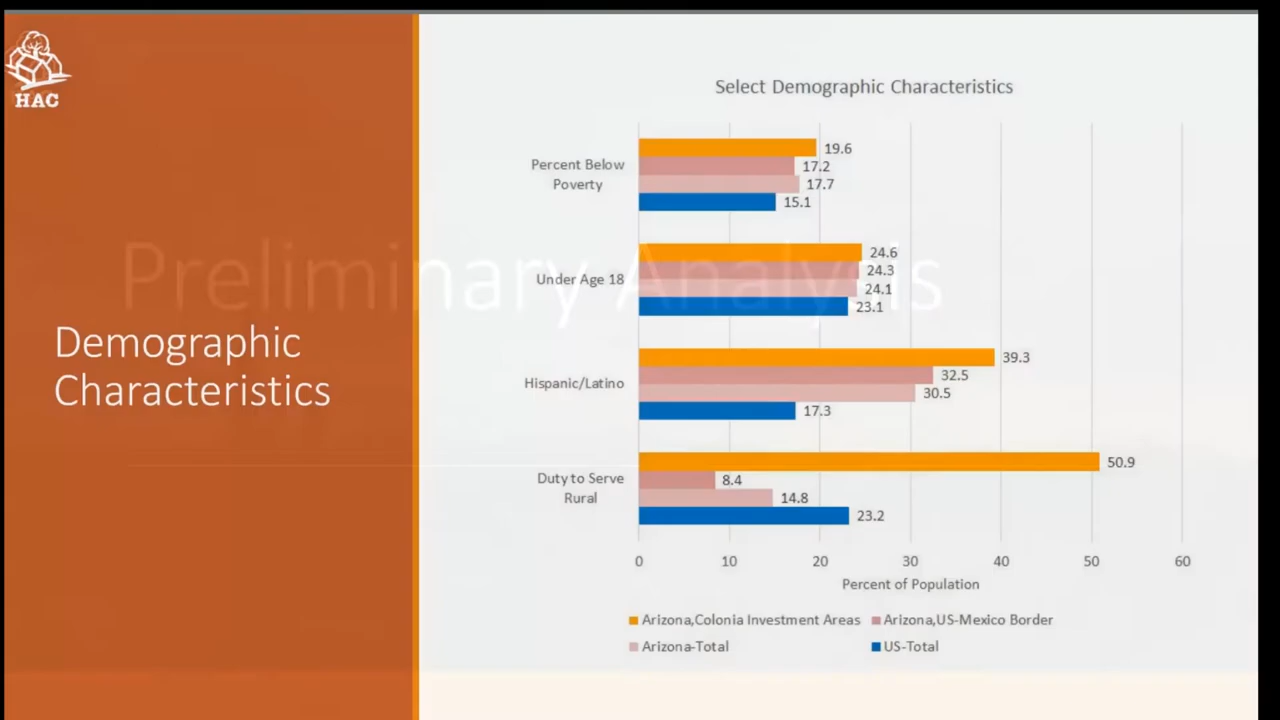 HAC
Preliminary Analysis
Demographic
Characteristics
Select Demographic Characteristics
Percent Below
Poverty
19.6
17.2
17.7
15.1
Under Age 18
24.6
24.3
24.1
23.1
Hispanic/Latino
39.3
32.5
30.5
17.3
Duty to Serve
Rural
50.9
8.4
14.8
23.2
0 10 20 30 40 50 60
Percent of Population
Arizona,Colonia Investment Areas Arizona,US-Mexico Border
Arizona-Total US-Total